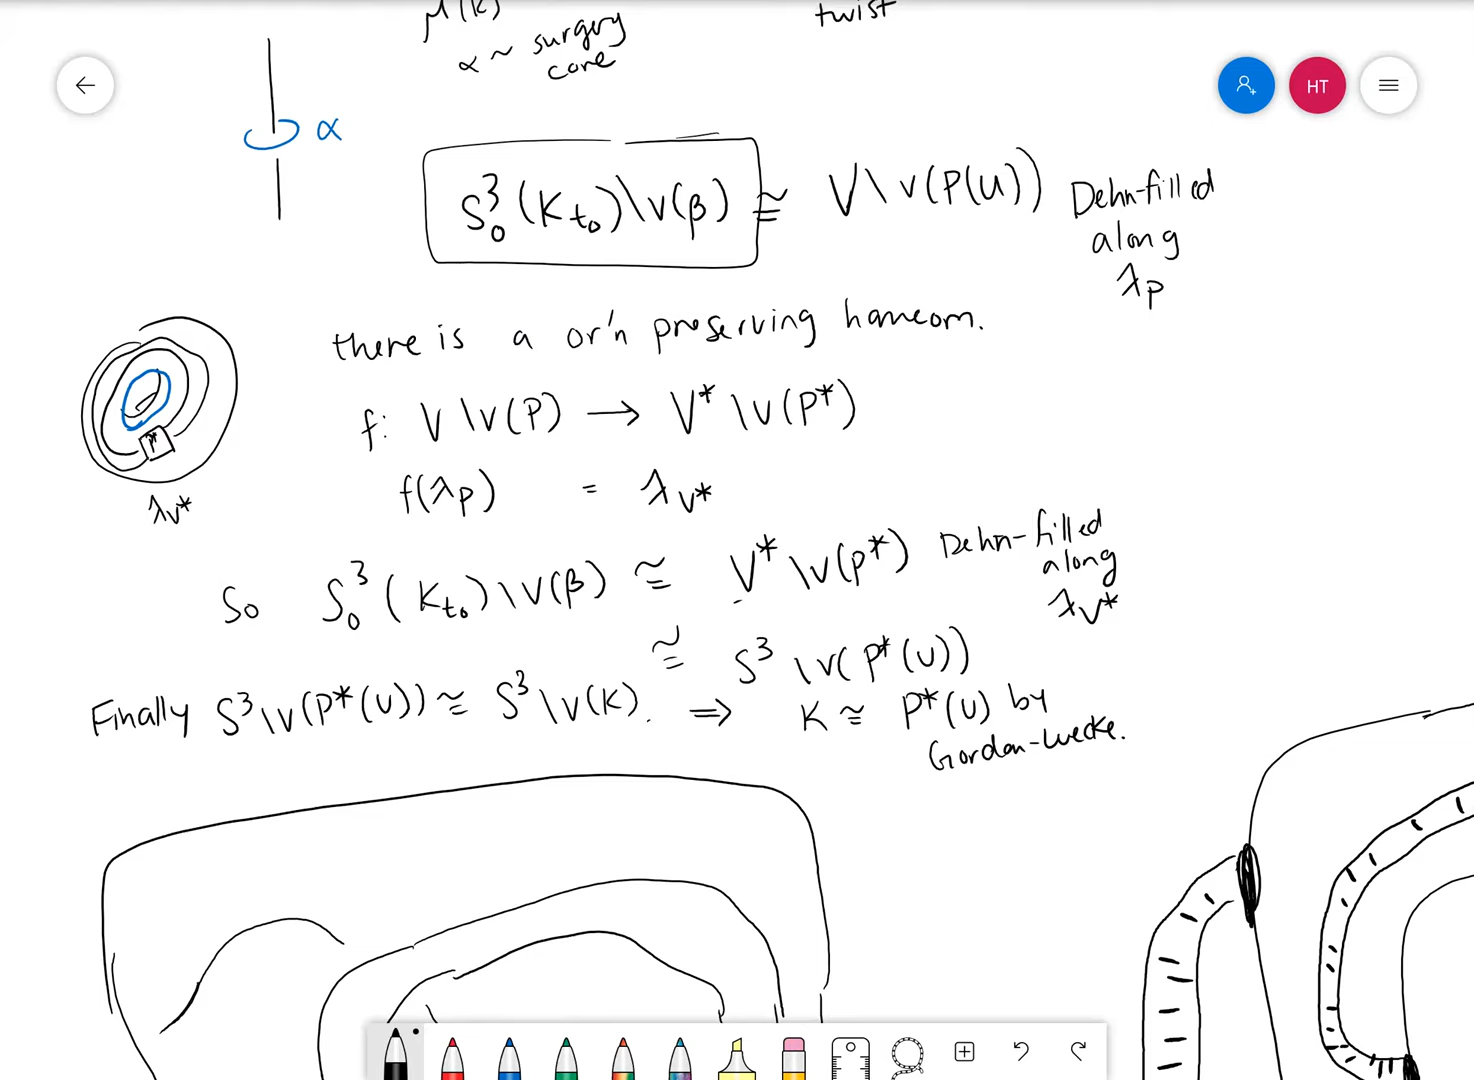 μ(K) twist
α ~ surgery
core
α
HT
S³₀(K_t₀)\ν(β) ≅ V\ν(P(U)) Dehn-filled
along
λ_P
there is a or'n preserving homeom.
f: V\ν(P) → V*\ν(P*)
P*
f(λ_P) = λ_V*
λ_V*
So S³₀(K_t₀)\ν(β) ≅ V*\ν(P*) Dehn-filled
along
λ_V*
≅ S³\ν(P*(U))
Finally S³\ν(P*(U)) ≅ S³\ν(K). ⇒ K ≅ P*(U) by
Gordon-Luecke.